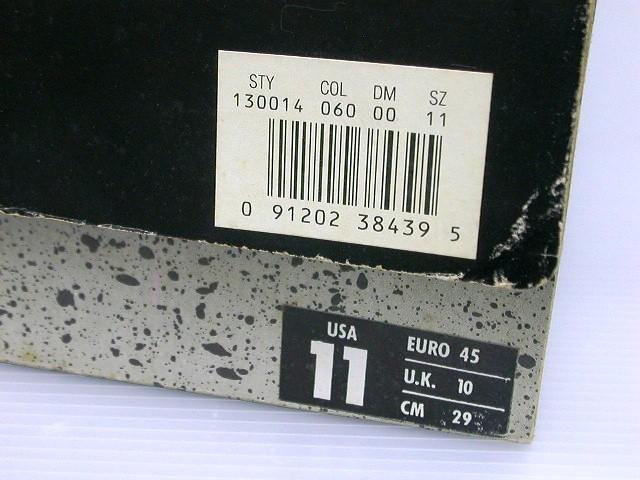 STY COL DM SZ
130014 060 00 11
0 91202 38439 5
USA
11
EURO 45
U.K. 10
CM 29